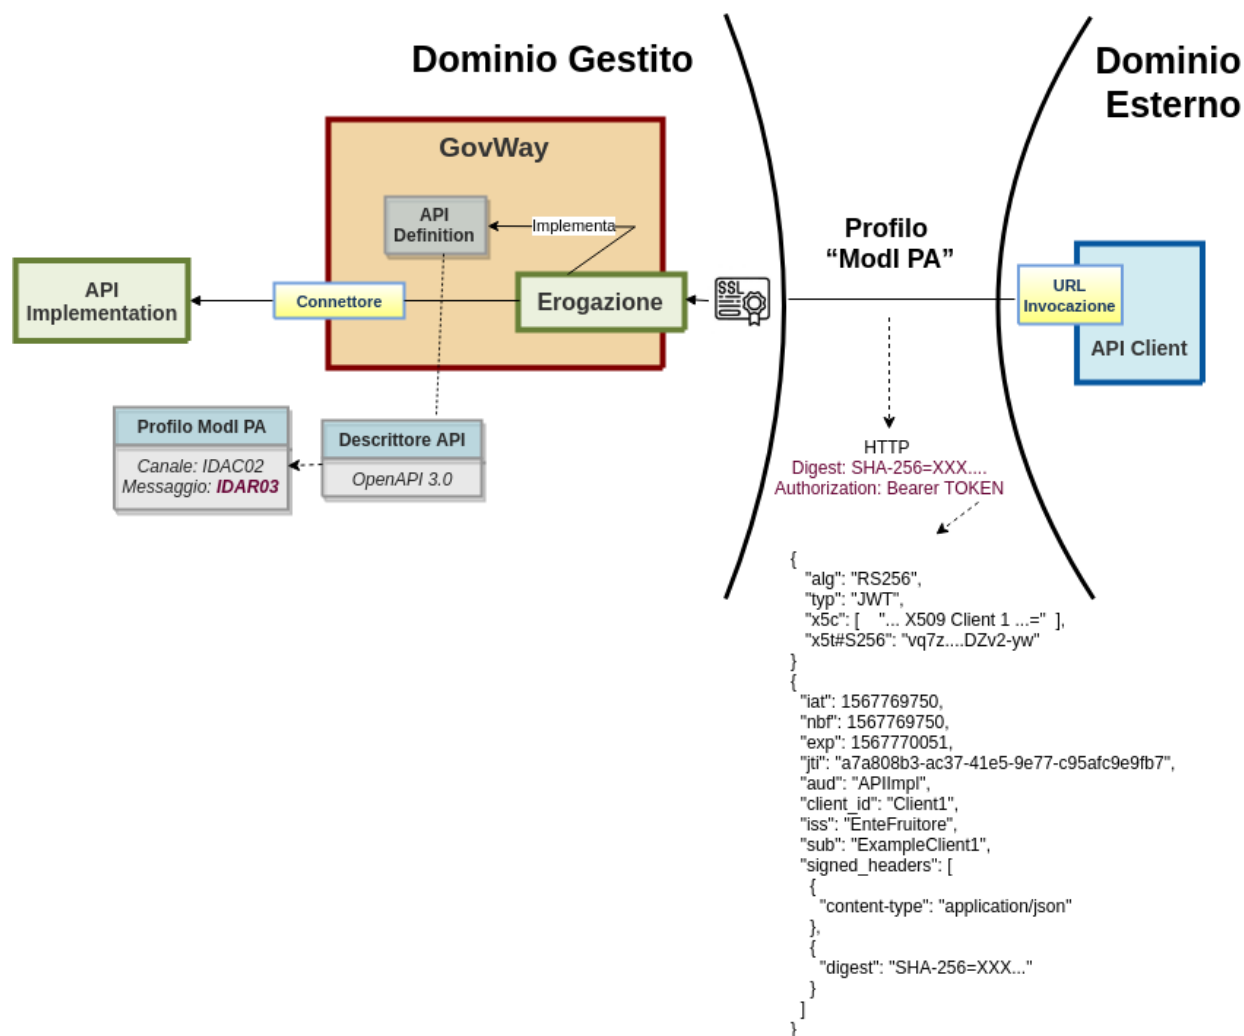 Dominio Gestito
Dominio
Esterno
GovWay
API
Definition
Implementa
API
Implementation
Connettore
Erogazione
SSL
Profilo
“ModI PA”
URL
Invocazione
API Client
Profilo ModI PA
Canale: IDAC02
Messaggio: IDAR03
Descrittore API
OpenAPI 3.0
HTTP
Digest: SHA-256=XXX....
Authorization: Bearer TOKEN
{
"alg": "RS256",
"typ": "JWT",
"x5c": [ "... X509 Client 1 ...=" ],
"x5t#S256": "vq7z....DZv2-yw"
}
{
"iat": 1567769750,
"nbf": 1567769750,
"exp": 1567770051,
"jti": "a7a808b3-ac37-41e5-9e77-c95afc9e9fb7",
"aud": "APIImpl",
"client_id": "Client1",
"iss": "EnteFruitore",
"sub": "ExampleClient1",
"signed_headers": [
{
"content-type": "application/json"
},
{
"digest": "SHA-256=XXX..."
}
]
}